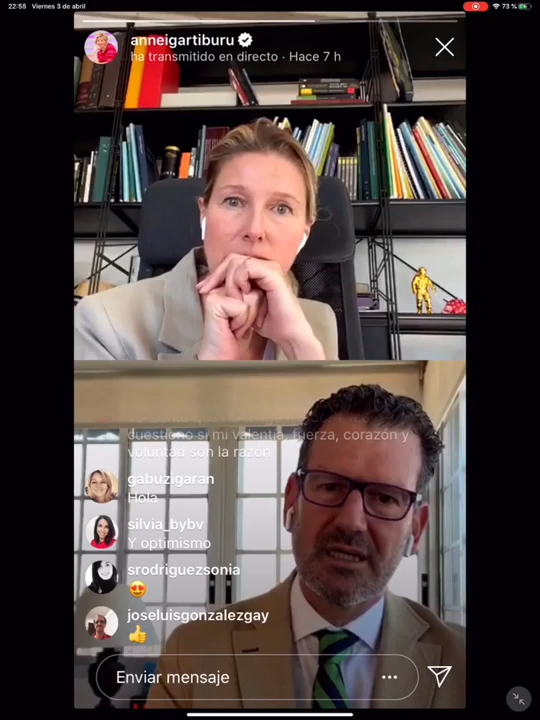 22:55 Viernes 3 de abril
73 %
anneigartiburu
ha transmitido en directo · Hace 7 h
cuestiono si mi valentía, fuerza, corazón y
voluntad son la razón
gabuzigaran
Hola
silvia_bybv
Y optimismo
srodriguezsonia
joseluisgonzalezgay
Enviar mensaje